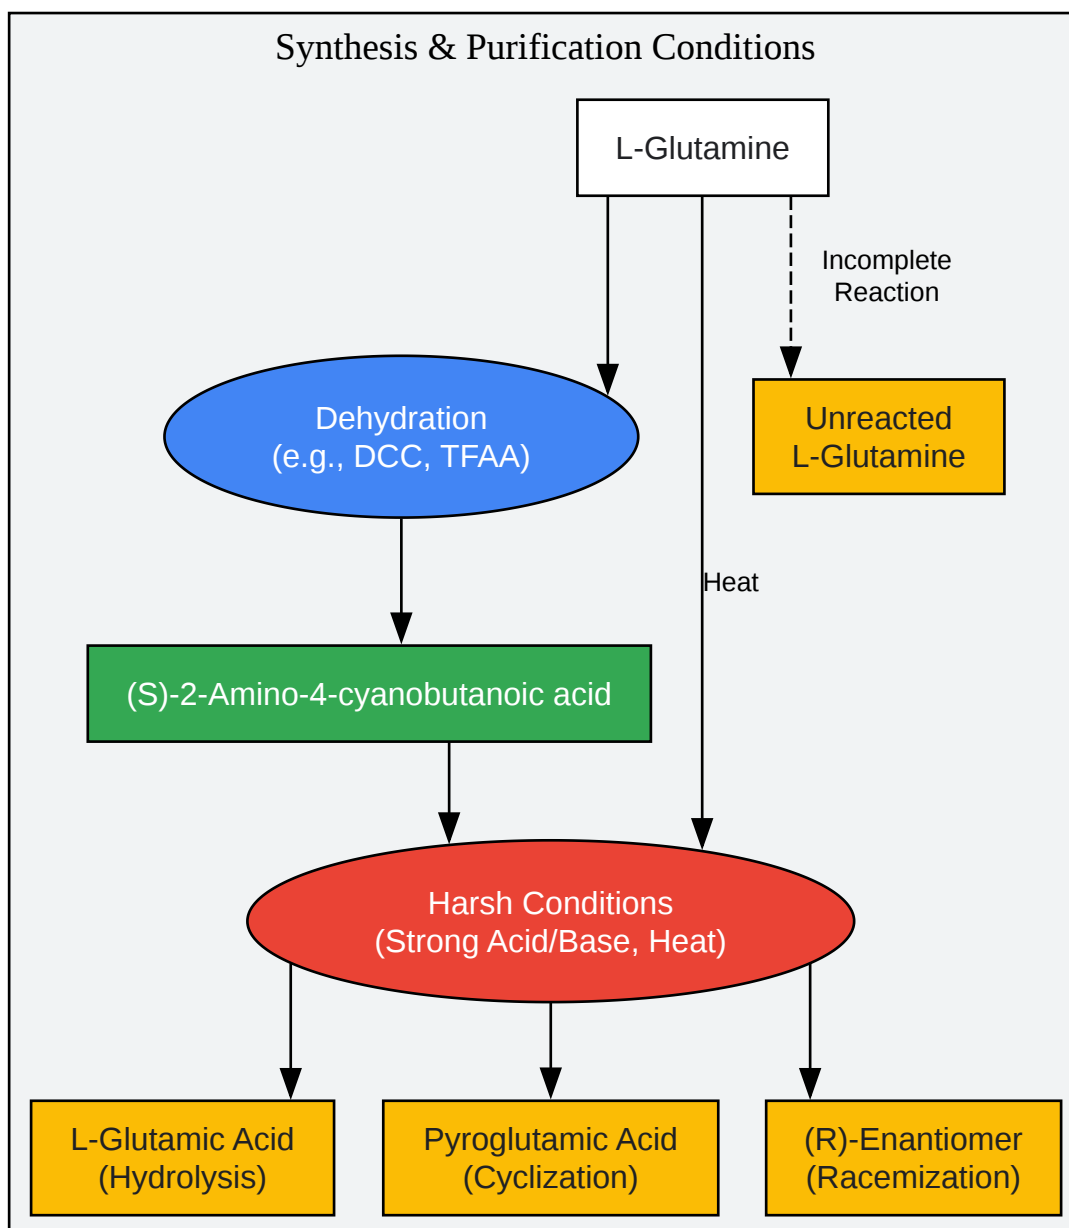 Synthesis & Purification Conditions
L-Glutamine
Incomplete
Reaction
Dehydration
(e.g., DCC, TFAA)
Unreacted
L-Glutamine
Heat
(S)-2-Amino-4-cyanobutanoic acid
Harsh Conditions
(Strong Acid/Base, Heat)
L-Glutamic Acid
(Hydrolysis)
Pyroglutamic Acid
(Cyclization)
(R)-Enantiomer
(Racemization)